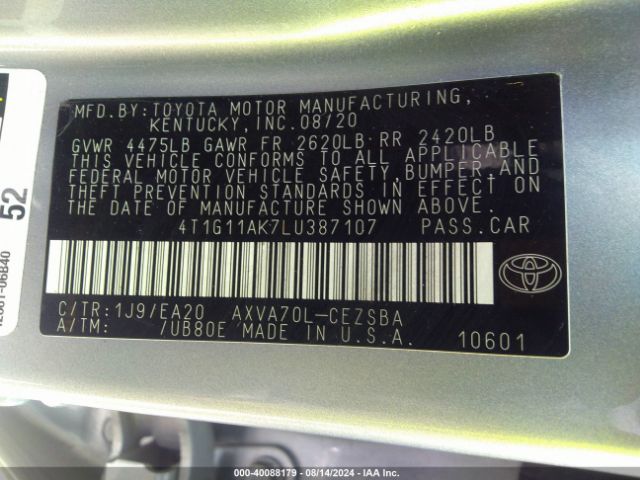 MFD.BY:TOYOTA MOTOR MANUFACTURING,
KENTUCKY,INC.08/20
GVWR 4475LB GAWR FR 2620LB RR 2420LB
THIS VEHICLE CONFORMS TO ALL APPLICABLE
FEDERAL MOTOR VEHICLE SAFETY,BUMPER,AND
THEFT PREVENTION STANDARDS IN EFFECT ON
THE DATE OF MANUFACTURE SHOWN ABOVE.
4T1G11AK7LU387107 PASS.CAR
C/TR:1J9/EA20 AXVA70L-CEZSBA
A/TM: /UB80E MADE IN U.S.A. 10601
52
000-40088179 - 08/14/2024 - IAA Inc.